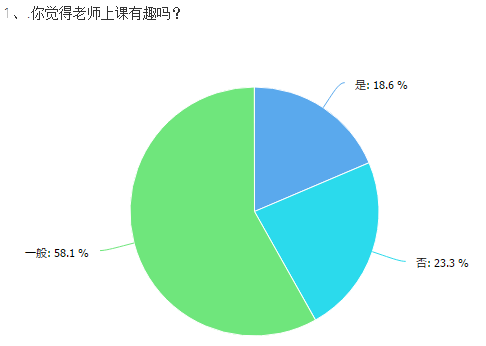 1、.你觉得老师上课有趣吗?
是: 18.6 %
否: 23.3 %
一般: 58.1 %